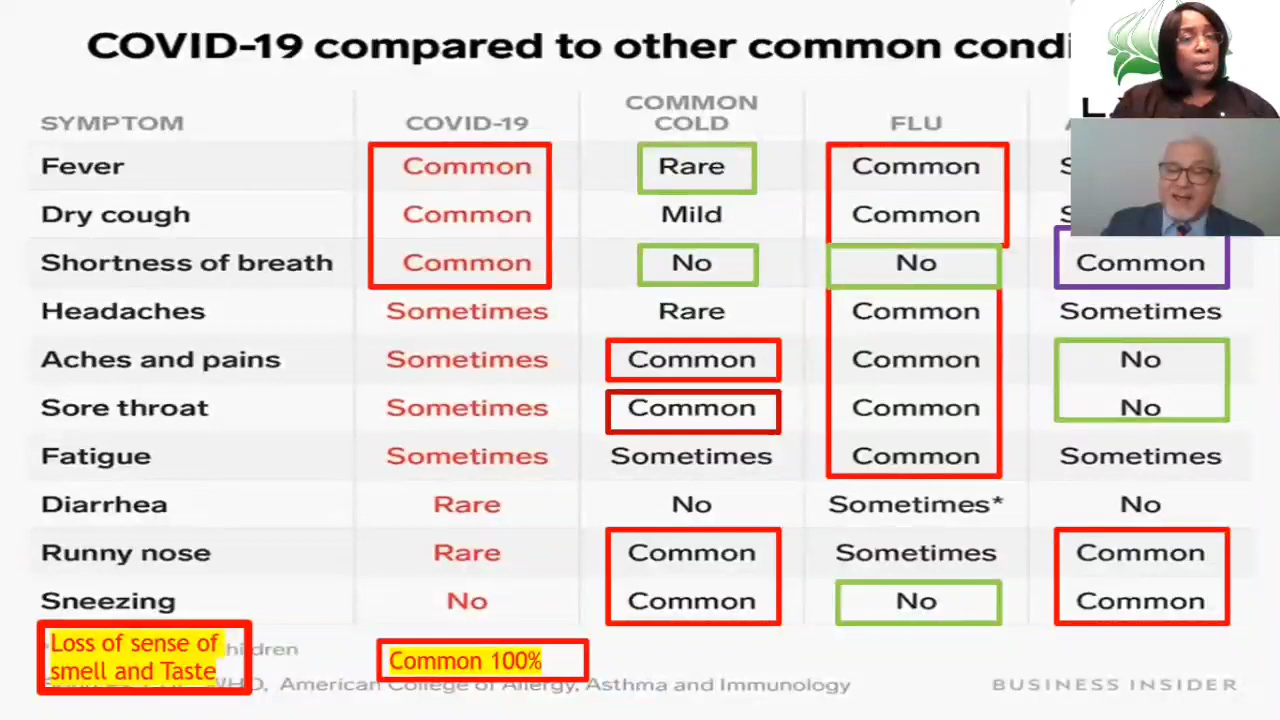 COVID-19 compared to other common condi
SYMPTOM COVID-19 COMMON COLD FLU
Fever Common Rare Common
Dry cough Common Mild Common
Shortness of breath Common No No Common
Headaches Sometimes Rare Common Sometimes
Aches and pains Sometimes Common Common No
Sore throat Sometimes Common Common No
Fatigue Sometimes Sometimes Common Sometimes
Diarrhea Rare No Sometimes* No
Runny nose Rare Common Sometimes Common
Sneezing No Common No Common
Loss of sense of
smell and Taste
Common 100%
WHO, American College of Allergy, Asthma and Immunology
BUSINESS INSIDER